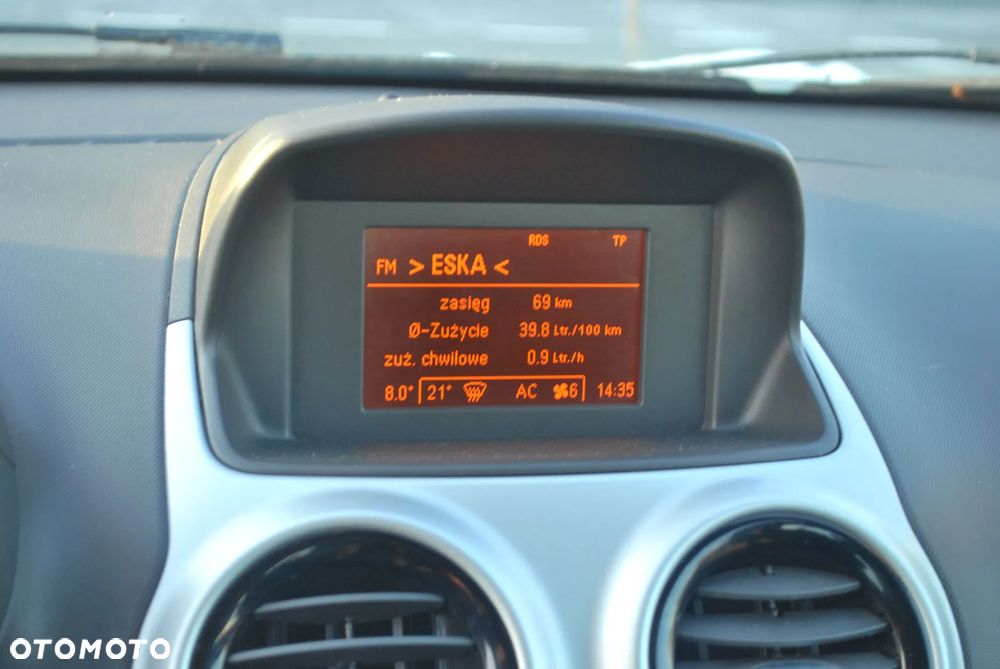 RDS TP
FM > ESKA <
zasięg 69 km
Ø-Zużycie 39.8 Ltr./100 km
zuż. chwilowe 0.9 Ltr./h
8.0° 21° AC 6 14:35
OTOMOTO